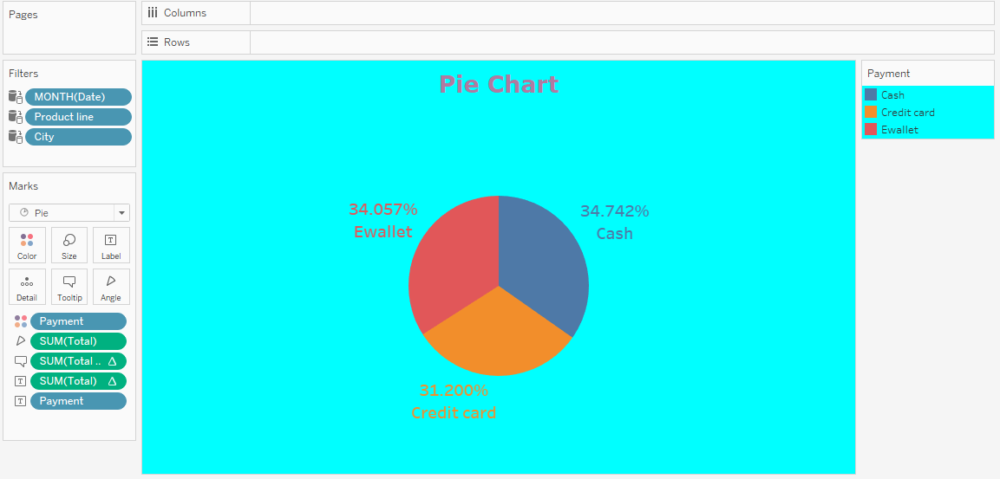 Pages
Columns
Rows
Filters
MONTH(Date)
Product line
City
Marks
Pie
Color
Size
Label
Detail
Tooltip
Angle
Payment
SUM(Total)
SUM(Total ..
SUM(Total)
Payment
Pie Chart
34.057%
Ewallet
34.742%
Cash
31.200%
Credit card
Payment
Cash
Credit card
Ewallet